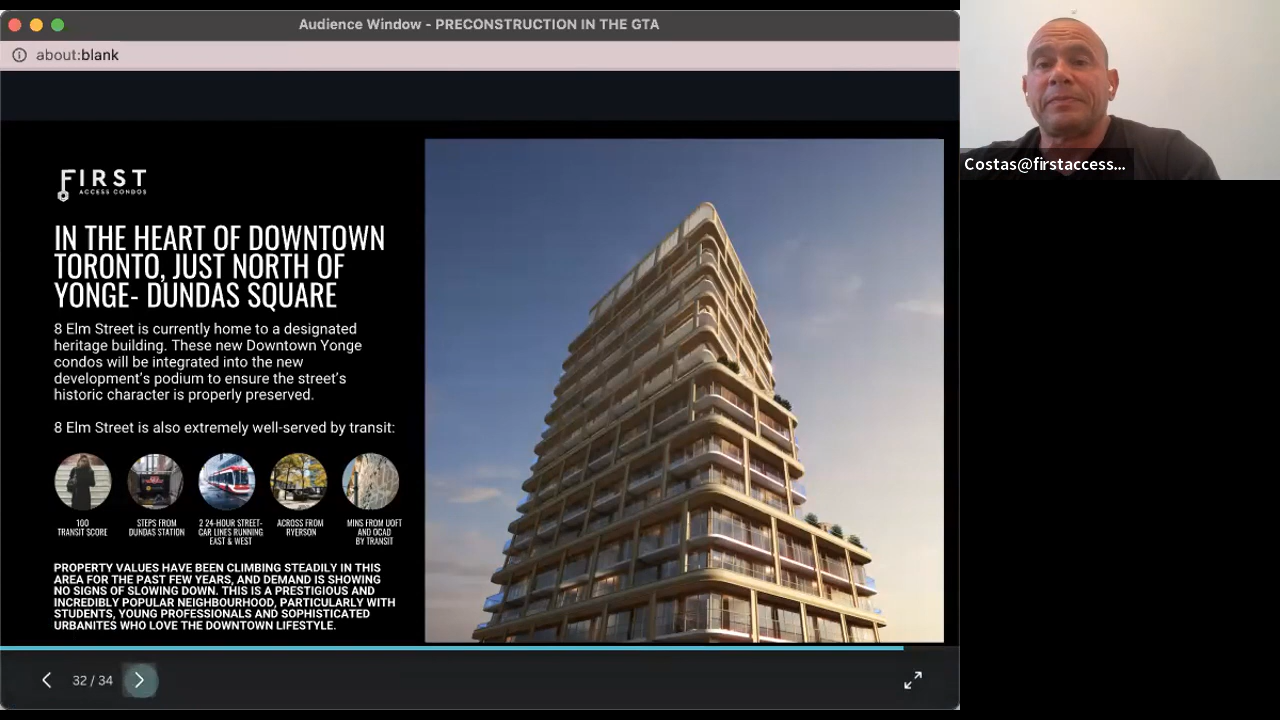 Audience Window - PRECONSTRUCTION IN THE GTA
about:blank
FIRST
ACCESS CONDOS
IN THE HEART OF DOWNTOWN
TORONTO, JUST NORTH OF
YONGE- DUNDAS SQUARE
8 Elm Street is currently home to a designated
heritage building. These new Downtown Yonge
condos will be integrated into the new
development's podium to ensure the street's
historic character is properly preserved.
8 Elm Street is also extremely well-served by transit:
100
TRANSIT SCORE
STEPS FROM
DUNDAS STATION
2 24-HOUR STREET-
CAR LINES RUNNING
EAST & WEST
ACROSS FROM
RYERSON
MINS FROM UOFT
AND OCAD
BY TRANSIT
PROPERTY VALUES HAVE BEEN CLIMBING STEADILY IN THIS
AREA FOR THE PAST FEW YEARS, AND DEMAND IS SHOWING
NO SIGNS OF SLOWING DOWN. THIS IS A PRESTIGIOUS AND
INCREDIBLY POPULAR NEIGHBOURHOOD, PARTICULARLY WITH
STUDENTS, YOUNG PROFESSIONALS AND SOPHISTICATED
URBANITES WHO LOVE THE DOWNTOWN LIFESTYLE.
32 / 34
Costas@firstaccess...